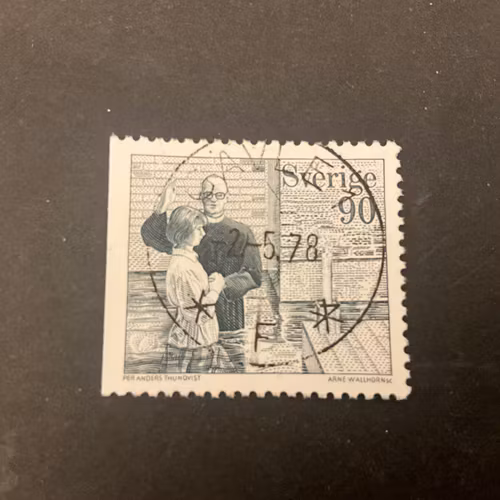 Sverige
90
2-5.78
* F *
PER ANDERS THUNQVIST
ARNE WALLHORN SC